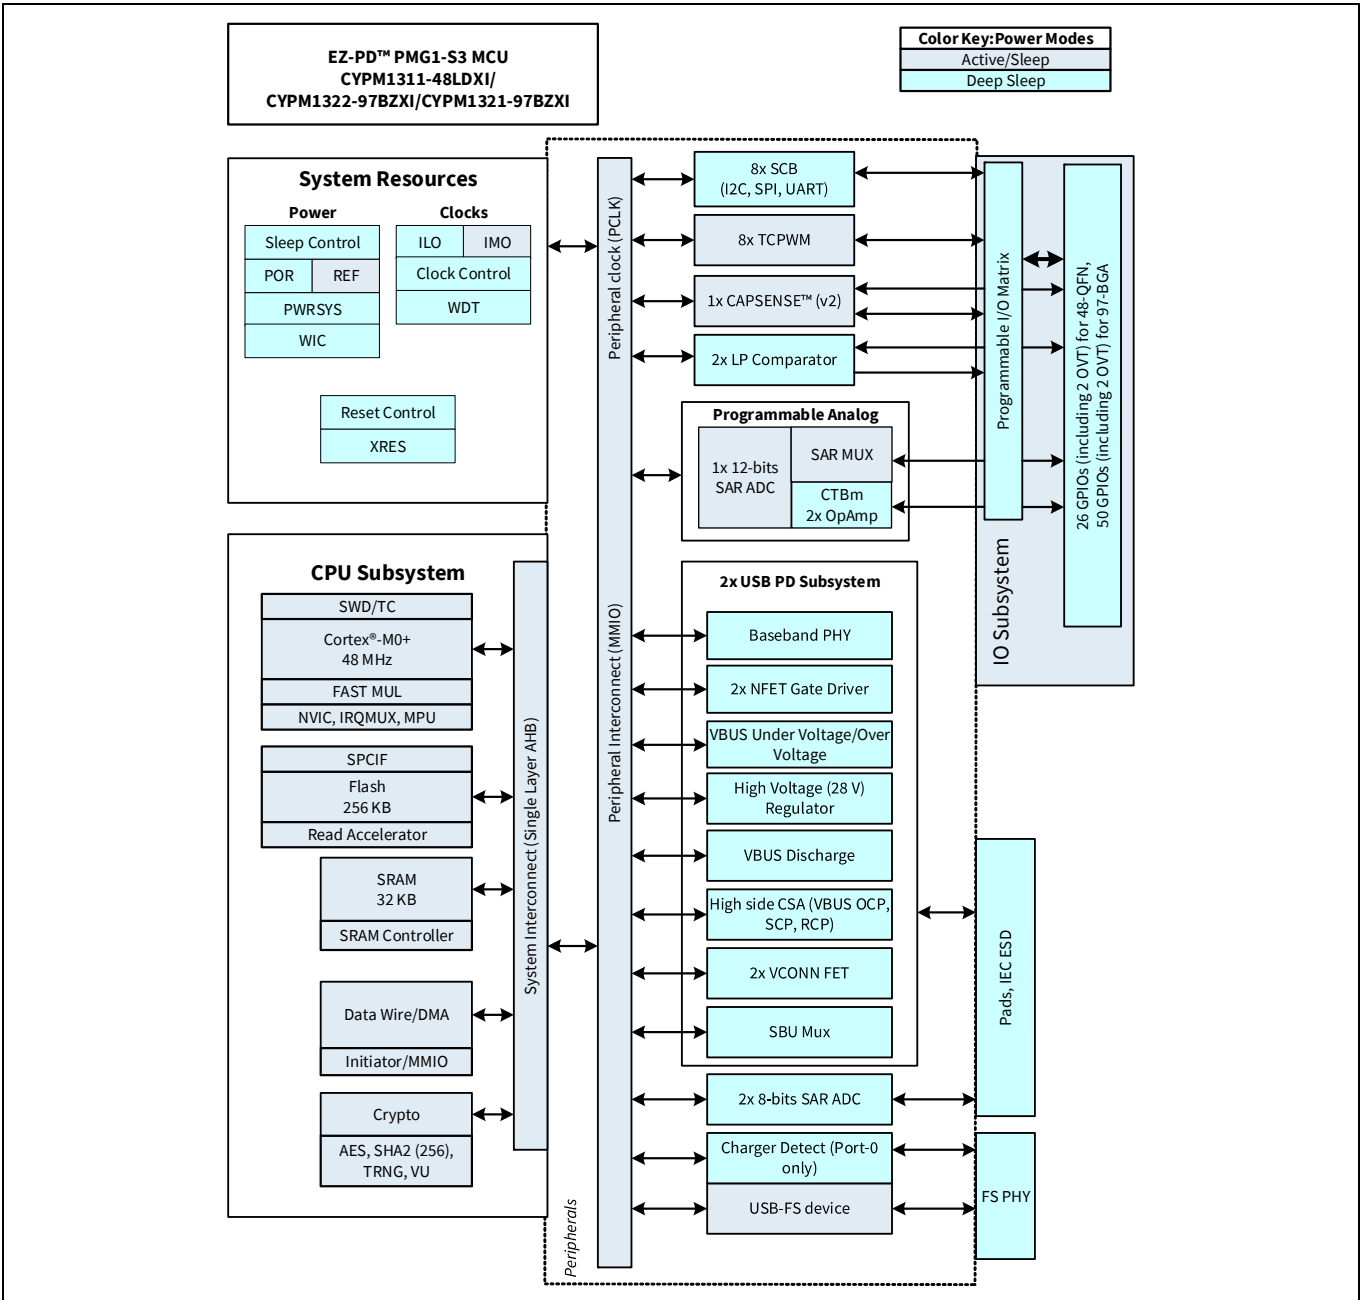 EZ-PD™ PMG1-S3 MCU
CYPM1311-48LDXI/
CYPM1322-97BZXI/CYPM1321-97BZXI
Color Key:Power Modes
Active/Sleep
Deep Sleep
System Resources
Power
Clocks
Sleep Control
POR
REF
PWRSYS
WIC
ILO
IMO
Clock Control
WDT
Reset Control
XRES
CPU Subsystem
SWD/TC
Cortex®-M0+
48 MHz
FAST MUL
NVIC, IRQMUX, MPU
SPCIF
Flash
256 KB
Read Accelerator
SRAM
32 KB
SRAM Controller
Data Wire/DMA
Initiator/MMIO
Crypto
AES, SHA2 (256),
TRNG, VU
System Interconnect (Single Layer AHB)
Peripherals
Peripheral clock (PCLK)
Peripheral Interconnect (MMIO)
8x SCB
(I2C, SPI, UART)
8x TCPWM
1x CAPSENSE™ (v2)
2x LP Comparator
Programmable Analog
1x 12-bits
SAR ADC
SAR MUX
CTBm
2x OpAmp
2x USB PD Subsystem
Baseband PHY
2x NFET Gate Driver
VBUS Under Voltage/Over
Voltage
High Voltage (28 V)
Regulator
VBUS Discharge
High side CSA (VBUS OCP,
SCP, RCP)
2x VCONN FET
SBU Mux
2x 8-bits SAR ADC
Charger Detect (Port-0
only)
USB-FS device
Programmable I/O Matrix
IO Subsystem
26 GPIOs (including 2 OVT) for 48-QFN,
50 GPIOs (including 2 OVT) for 97-BGA
Pads, IEC ESD
FS PHY